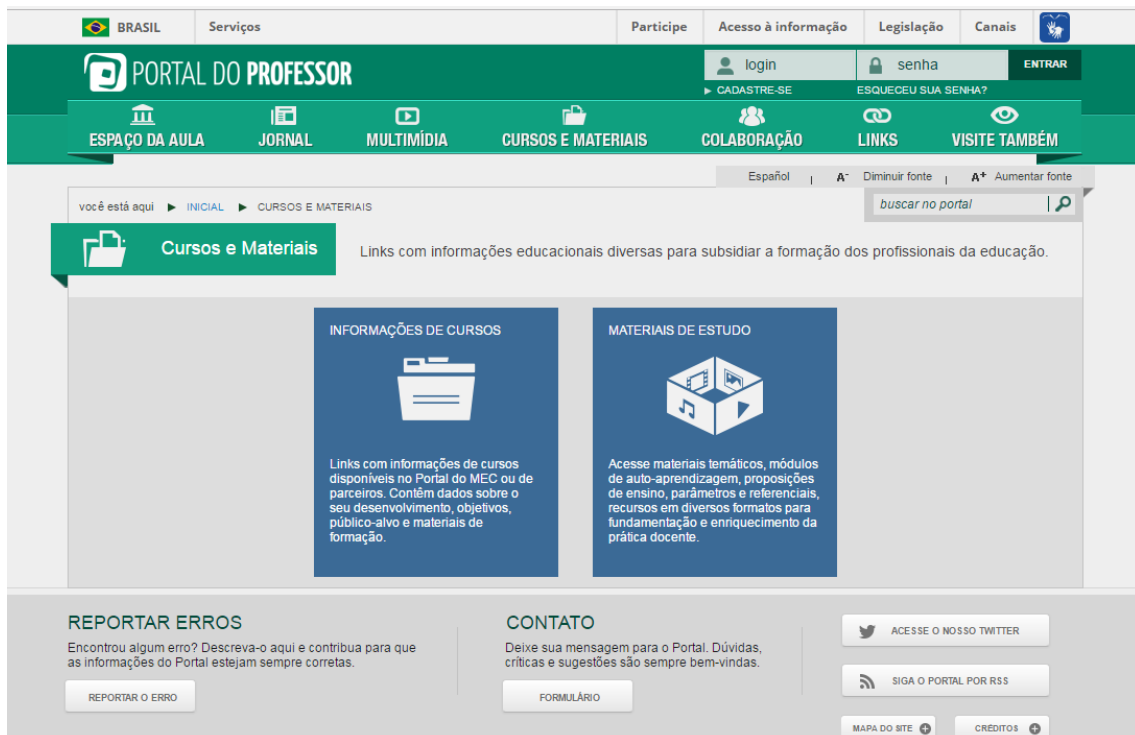 BRASIL Serviços Participe Acesso à informação Legislação Canais
PORTAL DO PROFESSOR
login senha ENTRAR
CADASTRE-SE ESQUECEU SUA SENHA?
ESPAÇO DA AULA JORNAL MULTIMÍDIA CURSOS E MATERIAIS COLABORAÇÃO LINKS VISITE TAMBÉM
Español | A- Diminuir fonte | A+ Aumentar fonte
você está aqui INICIAL CURSOS E MATERIAIS
buscar no portal
Cursos e Materiais
Links com informações educacionais diversas para subsidiar a formação dos profissionais da educação.
INFORMAÇÕES DE CURSOS
Links com informações de cursos
disponíveis no Portal do MEC ou de
parceiros. Contêm dados sobre o
seu desenvolvimento, objetivos,
público-alvo e materiais de
formação.
MATERIAIS DE ESTUDO
Acesse materiais temáticos, módulos
de auto-aprendizagem, proposições
de ensino, parâmetros e referenciais,
recursos em diversos formatos para
fundamentação e enriquecimento da
prática docente.
REPORTAR ERROS
Encontrou algum erro? Descreva-o aqui e contribua para que
as informações do Portal estejam sempre corretas.
REPORTAR O ERRO
CONTATO
Deixe sua mensagem para o Portal. Dúvidas,
críticas e sugestões são sempre bem-vindas.
FORMULÁRIO
ACESSE O NOSSO TWITTER
SIGA O PORTAL POR RSS
MAPA DO SITE CRÉDITOS